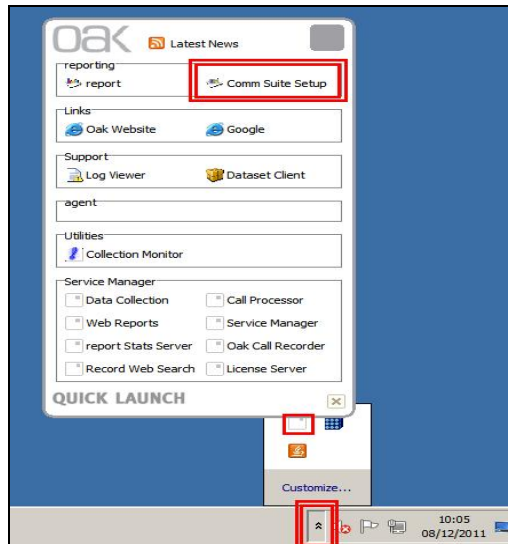 oak Latest News
reporting
report Comm Suite Setup
Links
Oak Website Google
Support
Log Viewer Dataset Client
agent
Utilities
Collection Monitor
Service Manager
Data Collection Call Processor
Web Reports Service Manager
report Stats Server Oak Call Recorder
Record Web Search License Server
QUICK LAUNCH
Customize...
10:05
08/12/2011